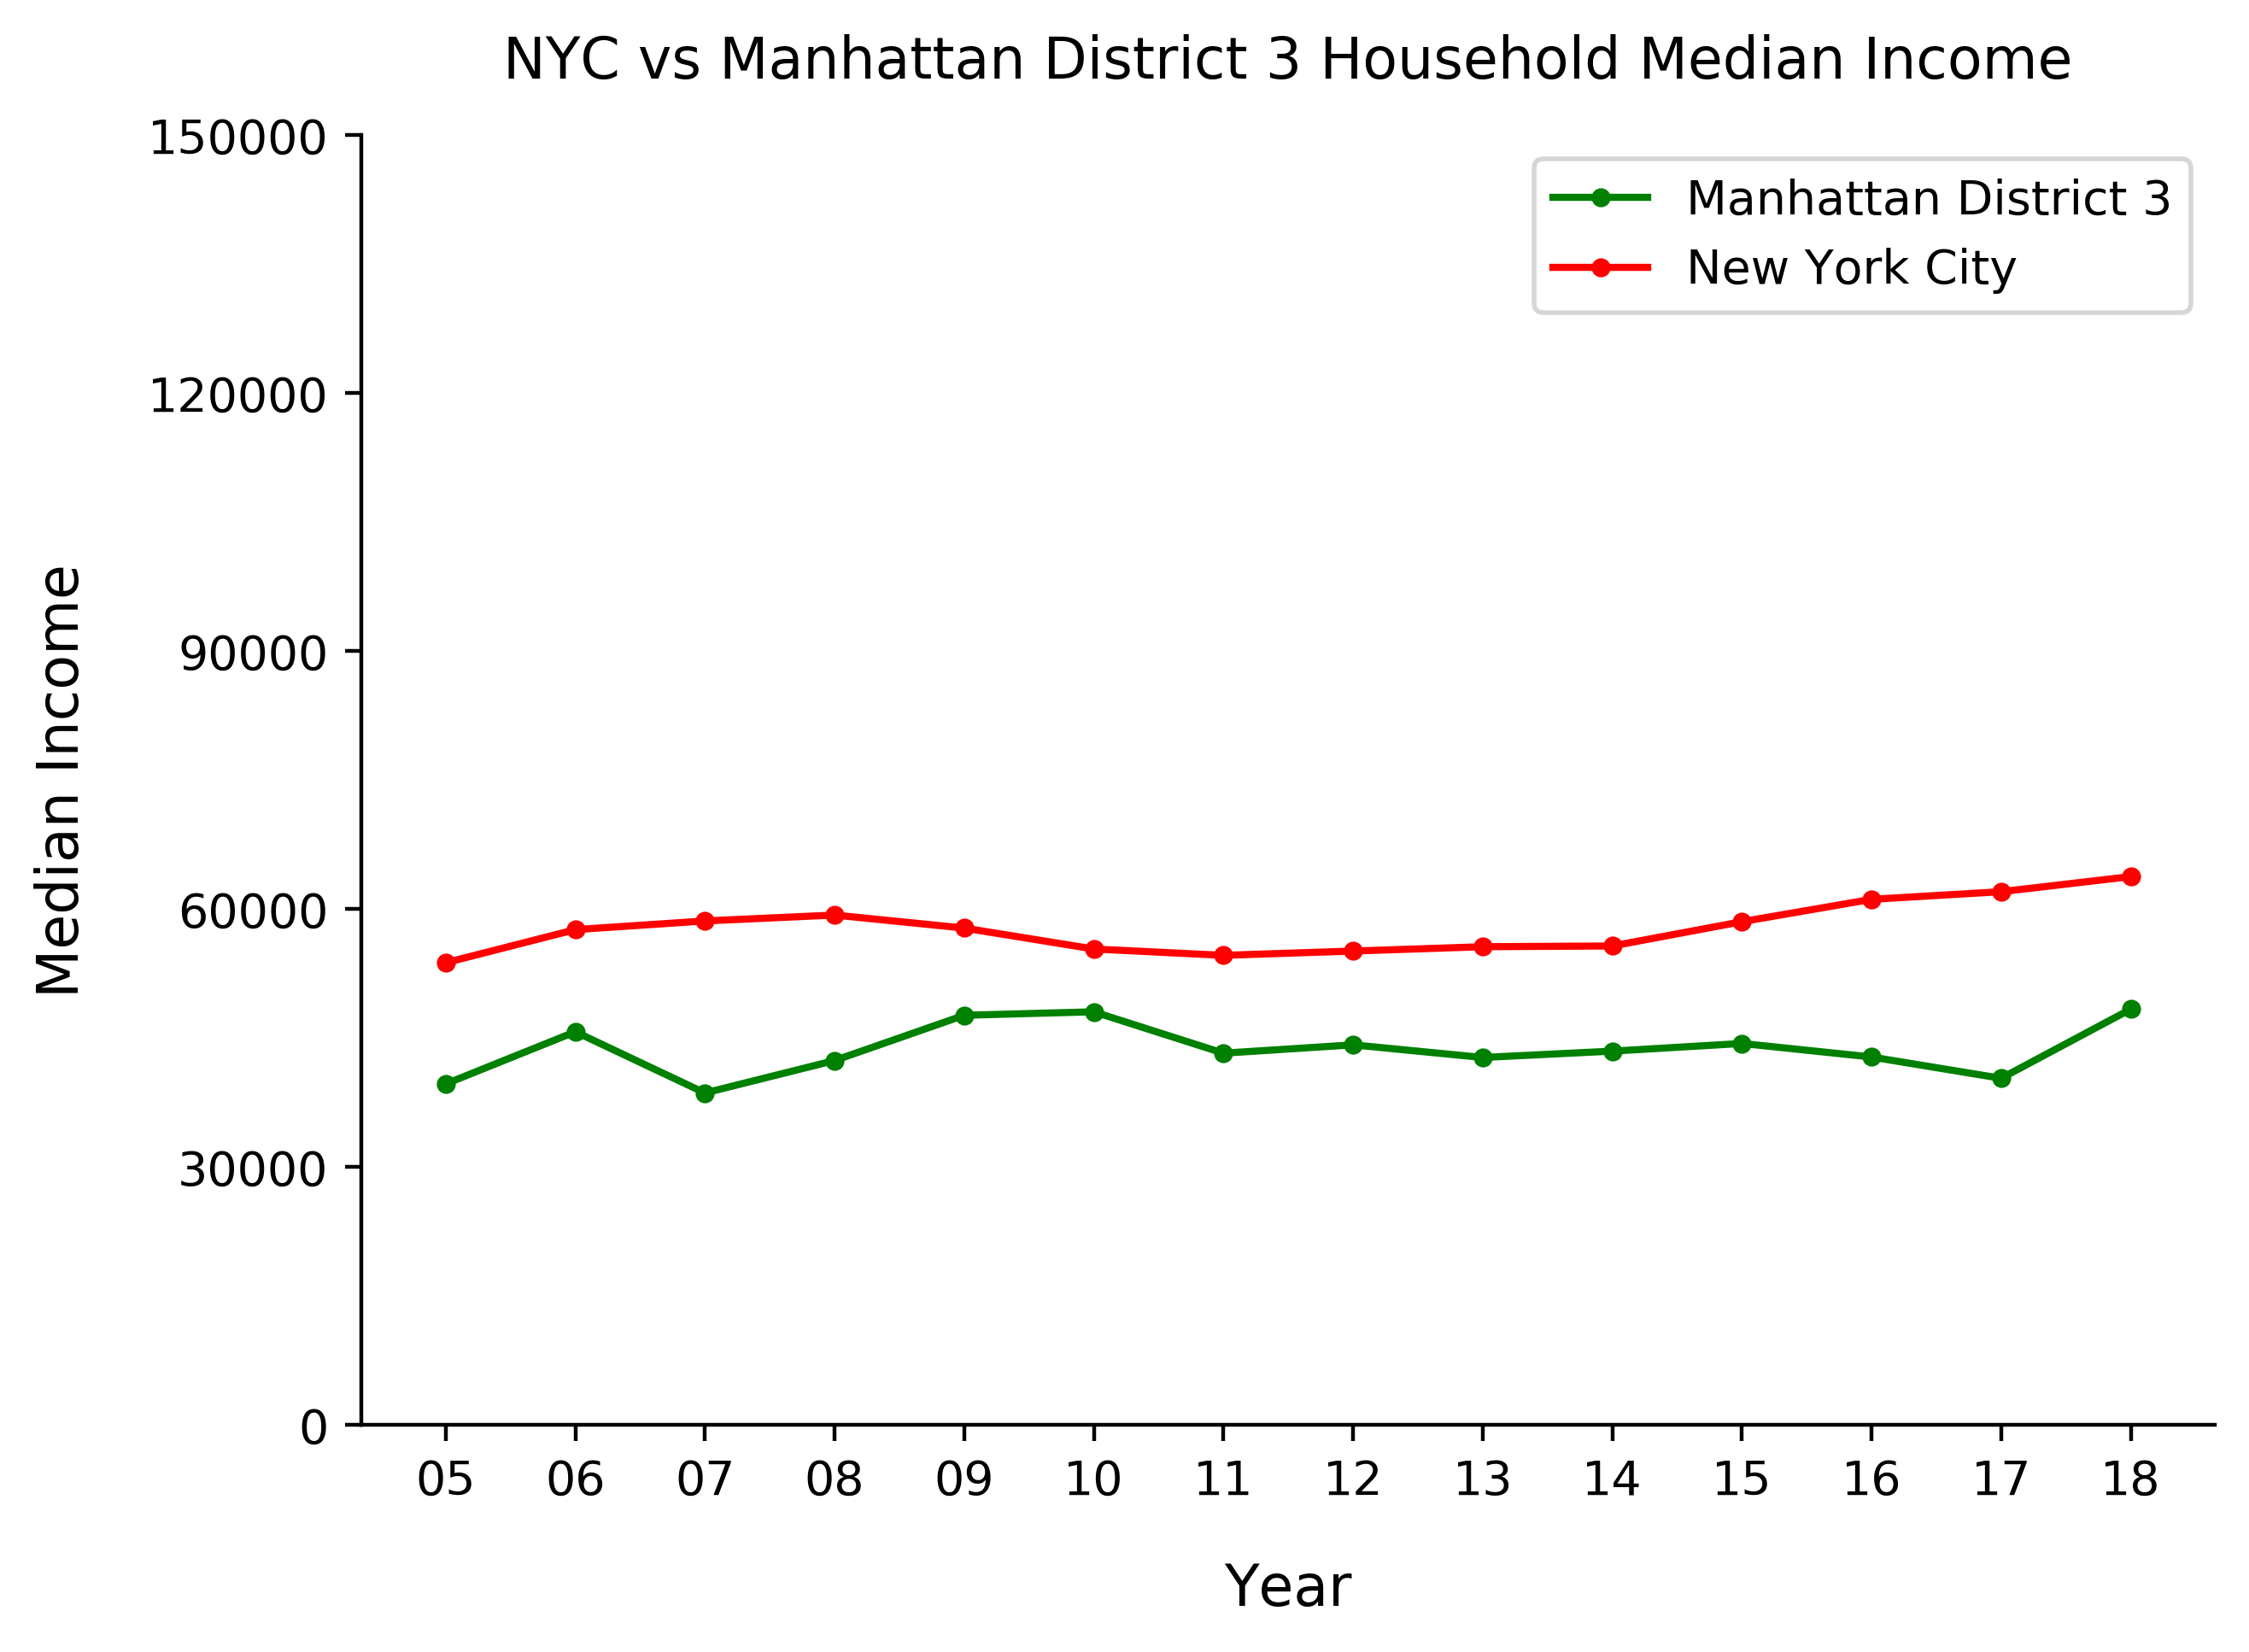 NYC vs Manhattan District 3 Household Median Income
150000
120000
90000
60000
30000
0
Median Income
Manhattan District 3
New York City
05 06 07 08 09 10 11 12 13 14 15 16 17 18
Year